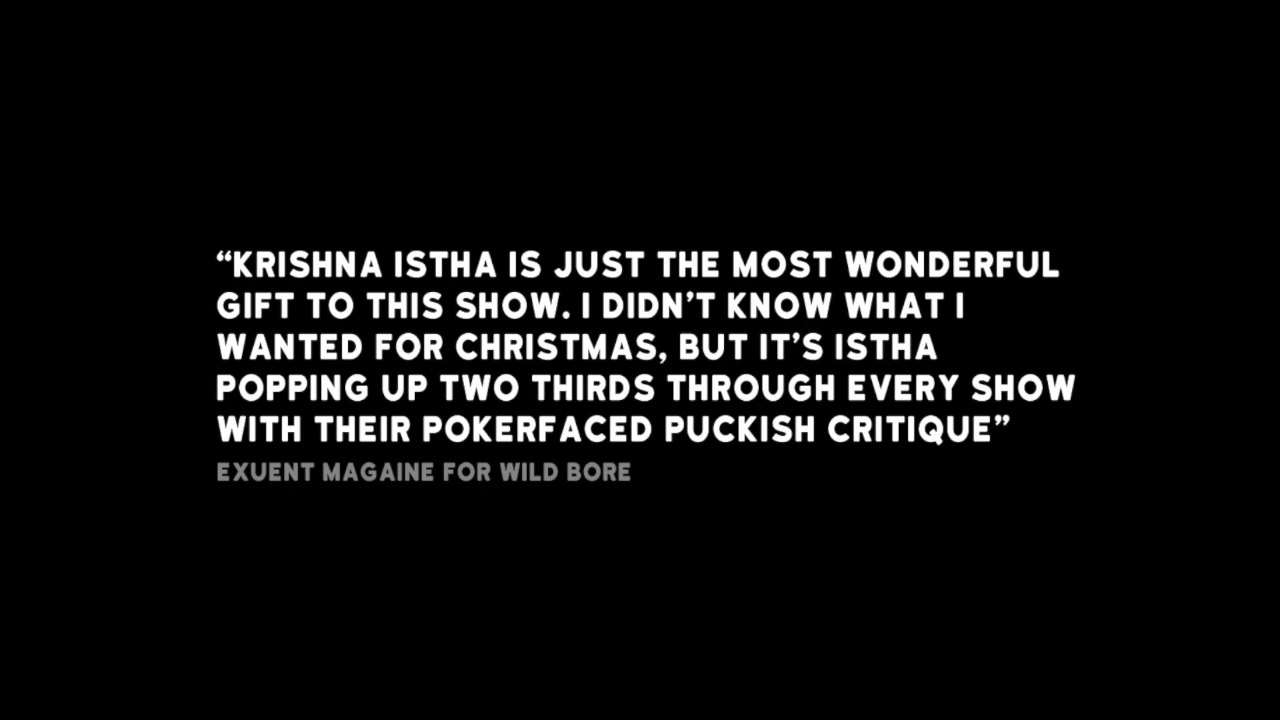 “KRISHNA ISTHA IS JUST THE MOST WONDERFUL
GIFT TO THIS SHOW. I DIDN’T KNOW WHAT I
WANTED FOR CHRISTMAS, BUT IT’S ISTHA
POPPING UP TWO THIRDS THROUGH EVERY SHOW
WITH THEIR POKERFACED PUCKISH CRITIQUE”
EXUENT MAGAINE FOR WILD BORE